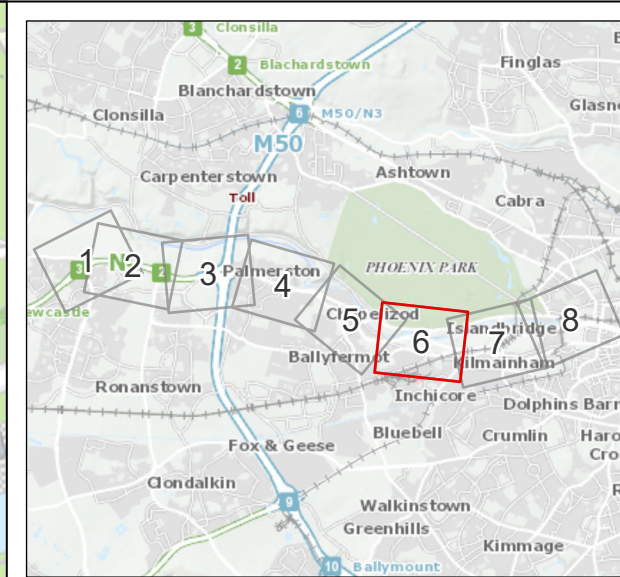 3
Clonsilla
2
Blachardstown
Finglas
Blanchardstown
Clonsilla
6
M50/N3
Glasn
M50
Carpenterstown
Ashtown
Toll
Cabra
1
3
N
2
2
3
Palmerston
4
PHOENIX PARK
ewcastle
5
Chapelizod
6
Islandbridge
7
8
Ballyfermot
Kilmainham
Ronanstown
Inchicore
Dolphins Barr
Bluebell
Crumlin
Haro
Cro
Fox & Geese
Clondalkin
9
Walkinstown
Greenhills
Kimmage
10
Ballymount